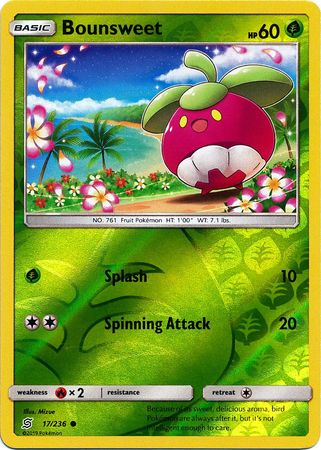 BASIC Bounsweet HP60
NO. 761 Fruit Pokémon HT: 1'00" WT: 7.1 lbs.
Splash 10
Spinning Attack 20
weakness ×2 resistance retreat
Illus. Mizue
17/236
©2019 Pokémon
Because of its sweet, delicious aroma, bird
Pokémon are always after it, but it's not
intelligent enough to care.